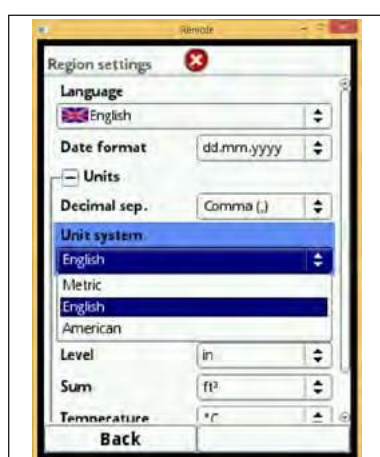 Remote
Region settings
Language
English
Date format dd.mm.yyyy
Units
Decimal sep. Comma (,)
Unit system
English
Metric
English
American
Level in
Sum ft³
Temperature °C
Back